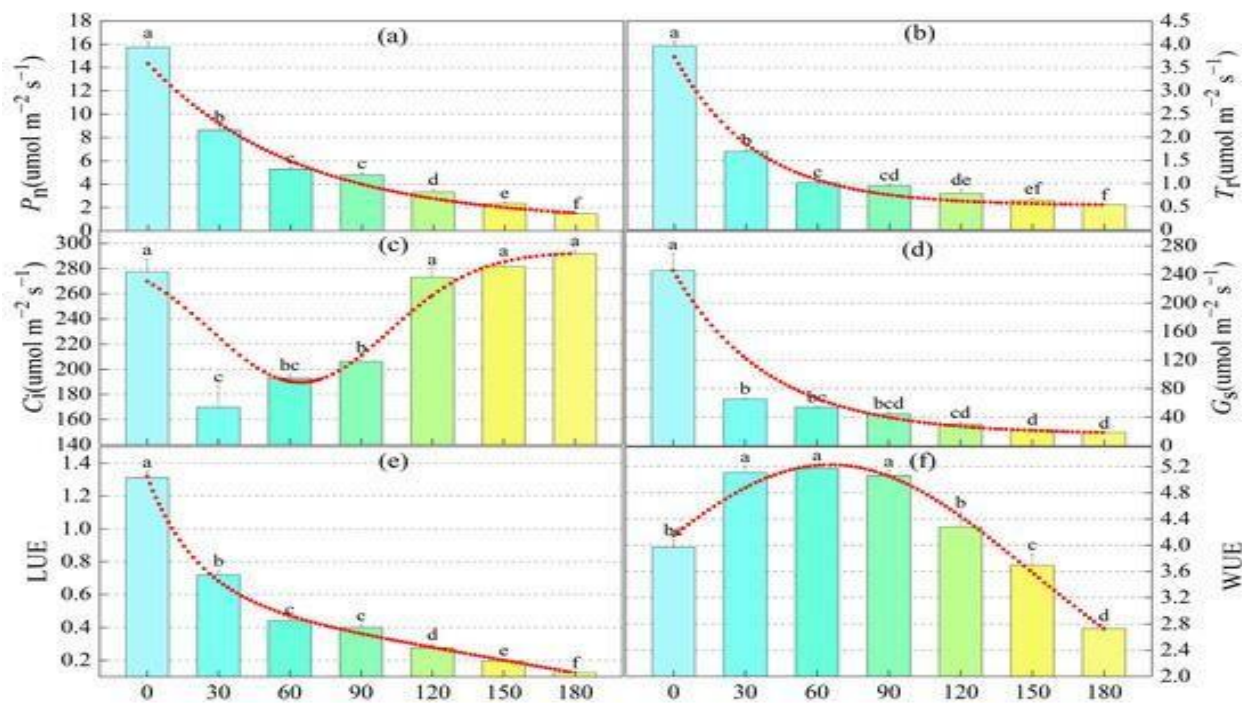 (a)
Pn(umol m−2 s−1)
18
16
14
12
10
8
6
4
2
0
a
b
c
c
d
e
f
(b)
Tr(umol m−2 s−1)
4.5
4.0
3.5
3.0
2.5
2.0
1.5
1.0
0.5
0
a
b
c
cd
de
ef
f
(c)
Ci(umol m−2 s−1)
300
280
260
240
220
200
180
160
140
a
c
bc
b
a
a
a
(d)
Gs(umol m−2 s−1)
280
240
200
160
120
80
40
0
a
b
bc
bcd
cd
d
d
(e)
LUE
1.4
1.2
1.0
0.8
0.6
0.4
0.2
a
b
c
c
d
e
f
0 30 60 90 120 150 180
(f)
WUE
5.2
4.8
4.4
4.0
3.6
3.2
2.8
2.4
2.0
a
a
a
b
c
d
0 30 60 90 120 150 180